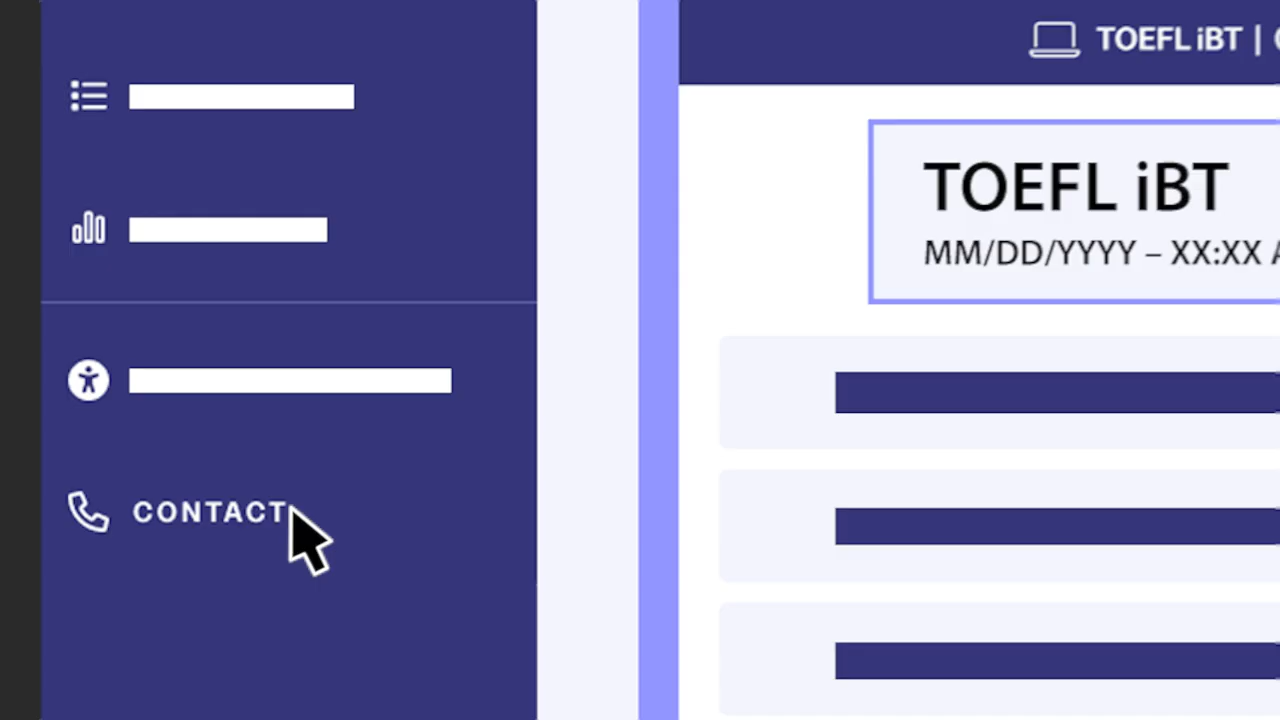 CONTACT
TOEFL iBT |
TOEFL iBT
MM/DD/YYYY – XX:XX